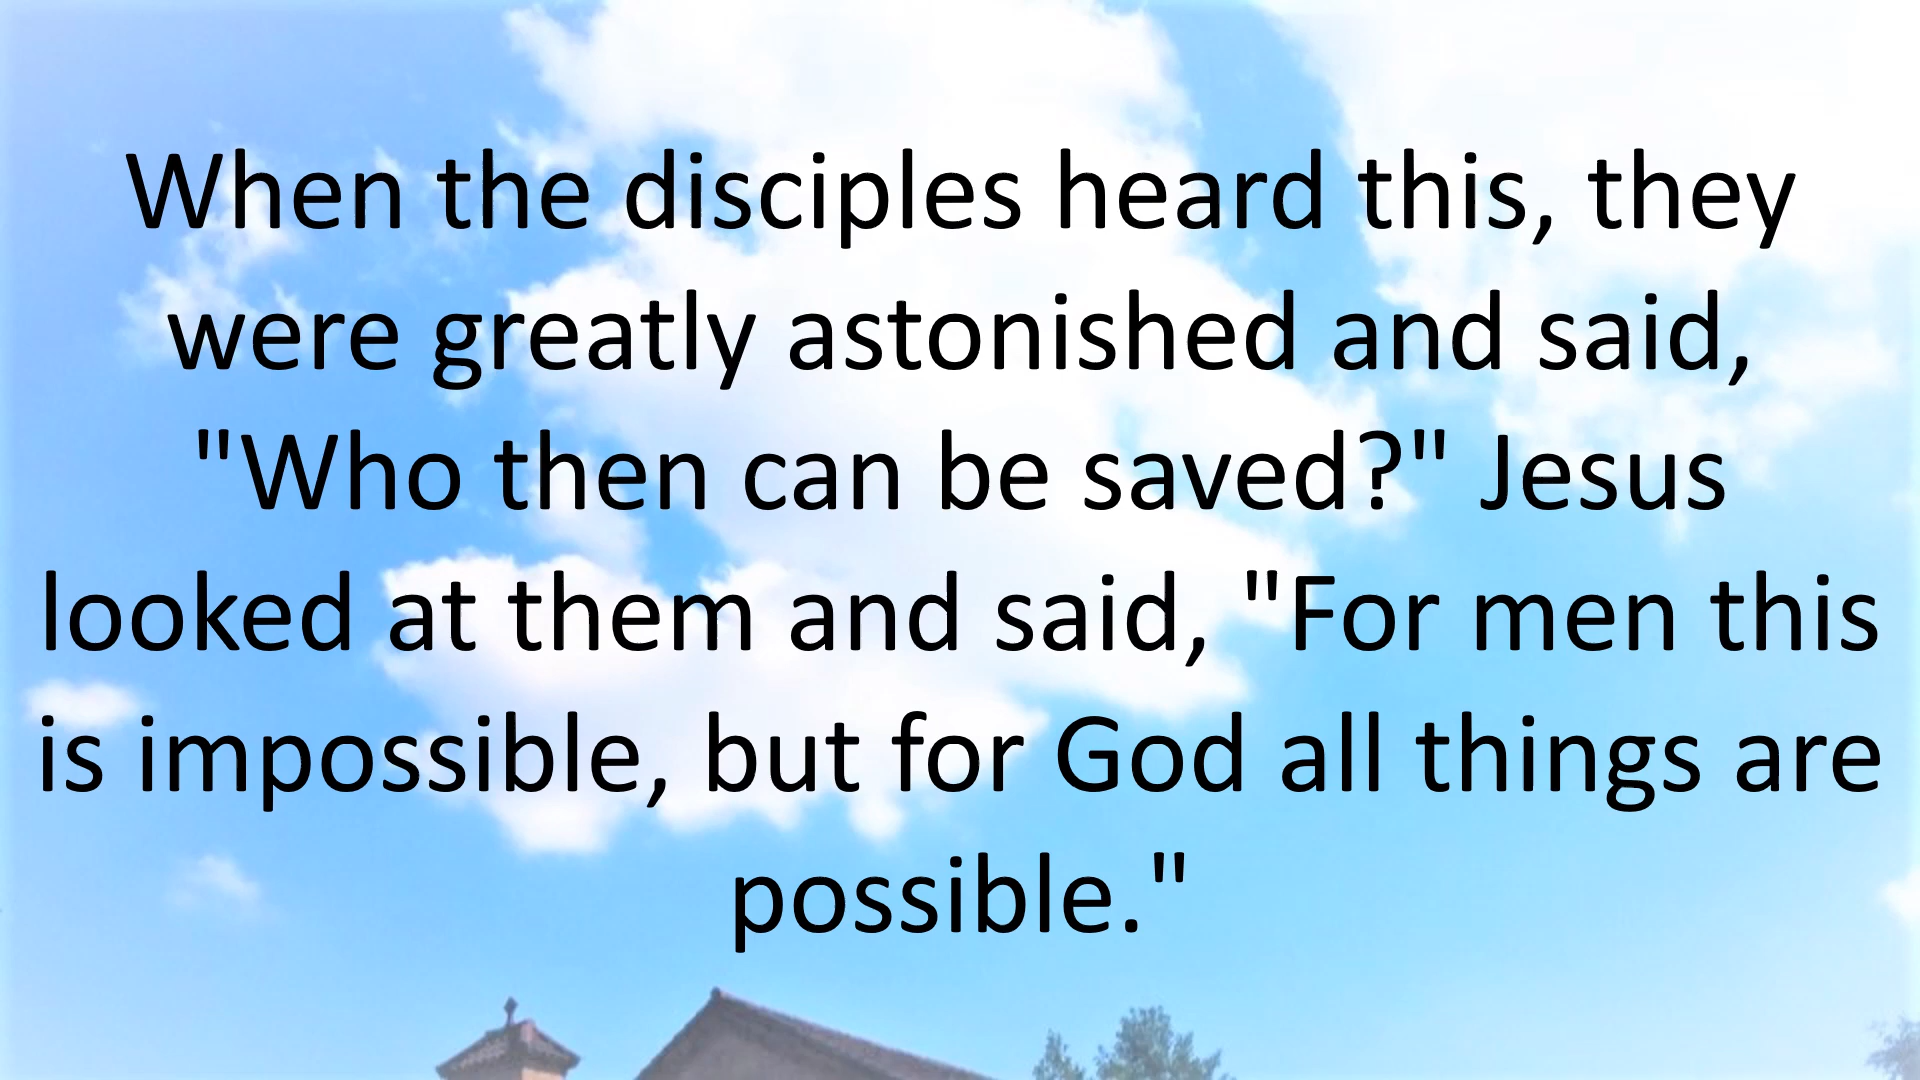 When the disciples heard this, they
were greatly astonished and said,
"Who then can be saved?" Jesus
looked at them and said, "For men this
is impossible, but for God all things are
possible."